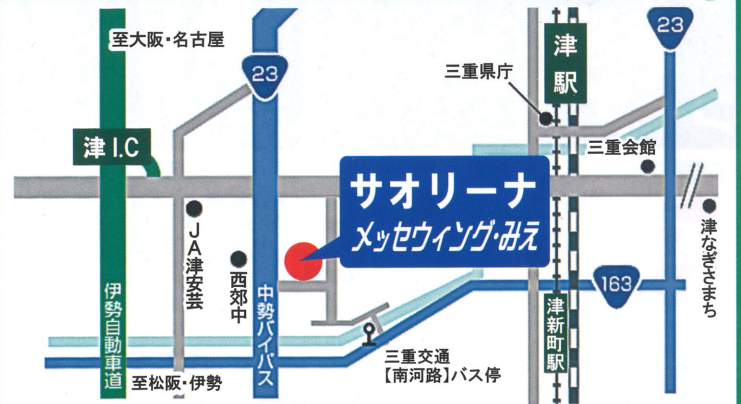 至大阪・名古屋
23
津駅
23
三重県庁
津I.C
三重会館
サオリーナ
メッセウィング・みえ
JA津安芸
西郊中
津なぎさまち
伊勢自動車道
中勢バイパス
163
津新町駅
三重交通
【南河路】バス停
至松阪・伊勢